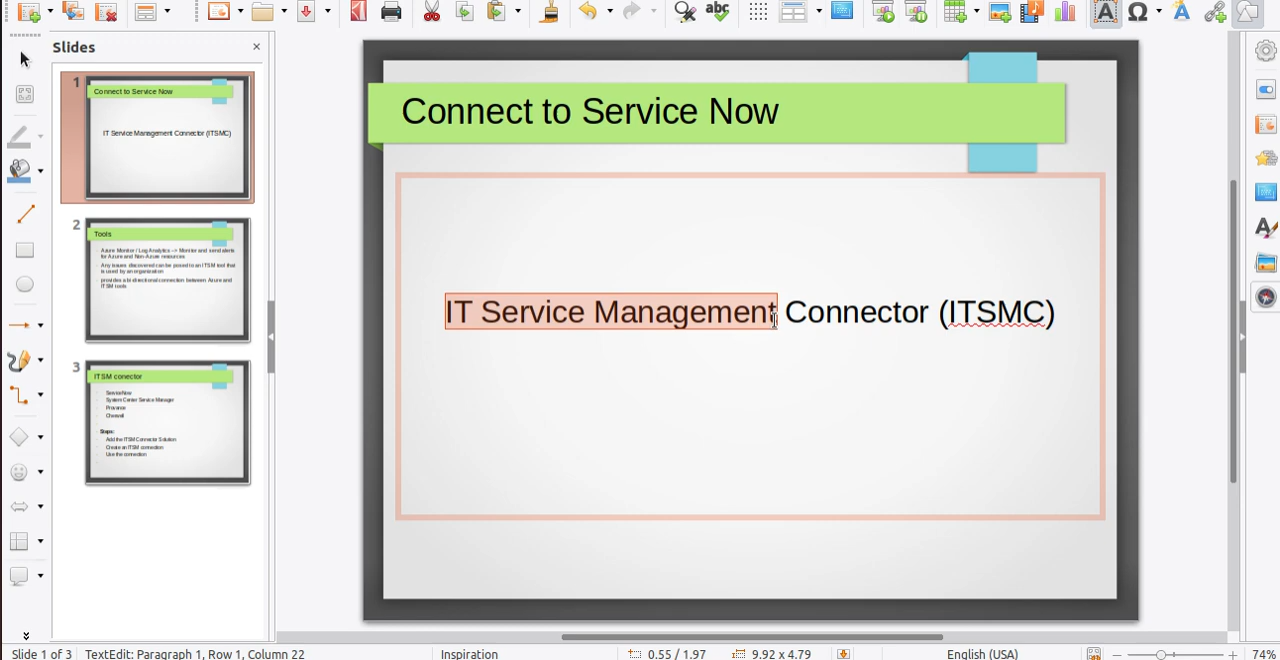 Slides
1
Connect to Service Now
IT Service Management Connector (ITSMC)
2
Tools
Azure Monitor / Log Analytics --> Monitor and send alerts
for Azure and Non-Azure resources
Any issues discovered can be posed to an ITSM tool that
is used by an organization
provides a bi-directional connection between Azure and
ITSM tools
3
ITSM conector
ServiceNow
System Center Service Manager
Provance
Cherwell
Steps:
Add the ITSM Connector Solution
Create an ITSM connection
Use the connection
abc
Connect to Service Now
IT Service Management Connector (ITSMC)
Slide 1 of 3
TextEdit: Paragraph 1, Row 1, Column 22
Inspiration
0.55 / 1.97
9.92 x 4.79
English (USA)
74%